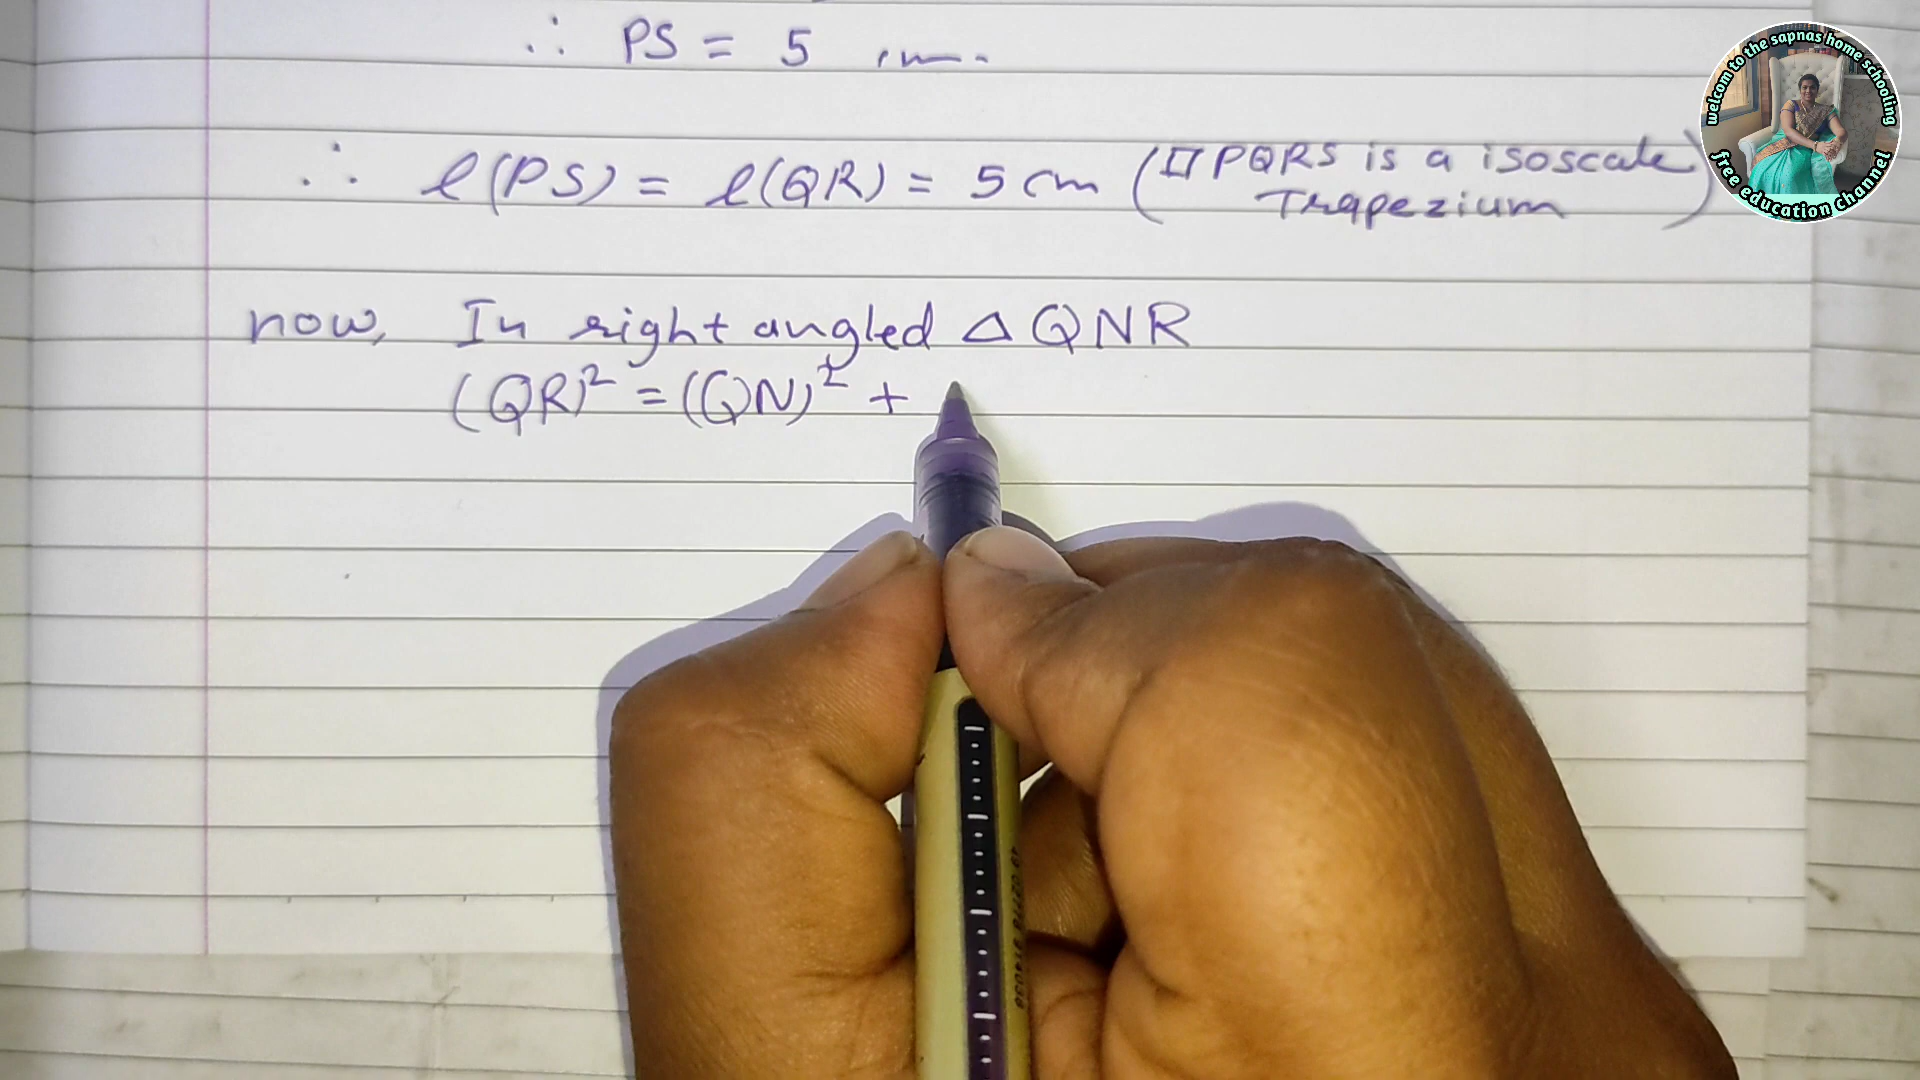 ∴ PS = 5 cm.
∴ l(PS) = l(QR) = 5 cm (□ PQRS is a isoscale
Trapezium)
now, In right angled △ QNR
(QR)² = (QN)² +
welcom to the sapnas home schooling
free education channel